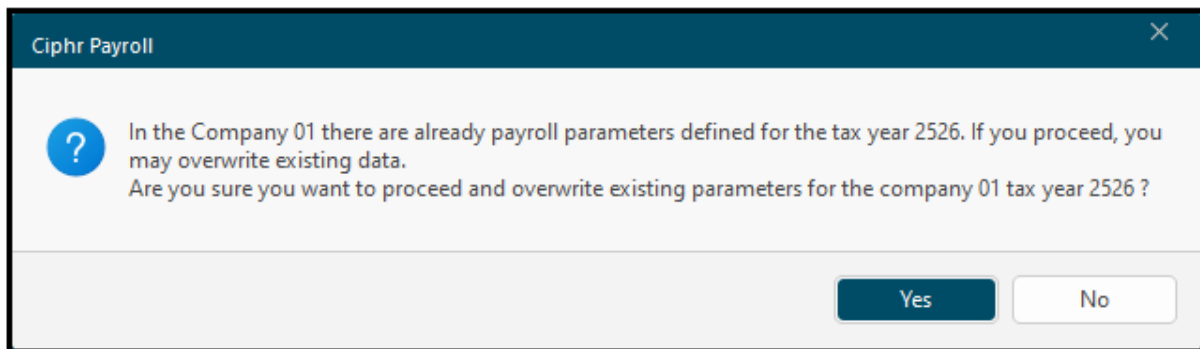 Ciphr Payroll
In the Company 01 there are already payroll parameters defined for the tax year 2526. If you proceed, you
may overwrite existing data.
Are you sure you want to proceed and overwrite existing parameters for the company 01 tax year 2526 ?
Yes No